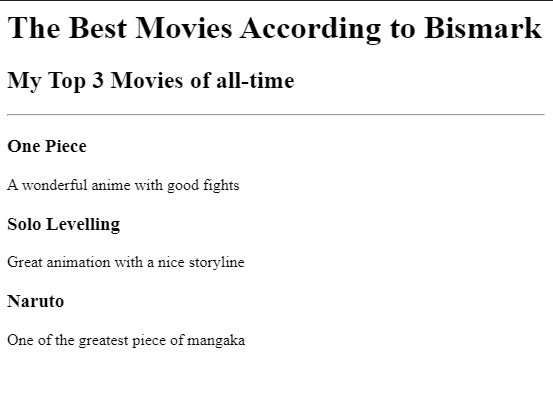 The Best Movies According to Bismark
My Top 3 Movies of all-time
One Piece
A wonderful anime with good fights
Solo Levelling
Great animation with a nice storyline
Naruto
One of the greatest piece of mangaka